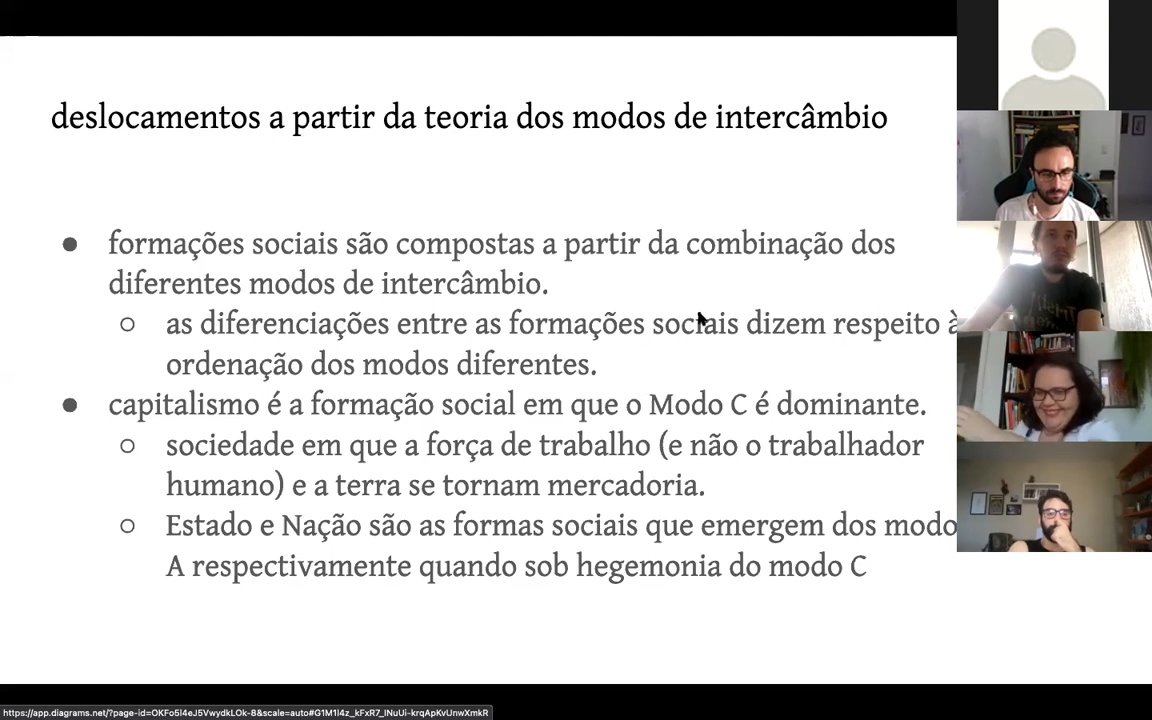 deslocamentos a partir da teoria dos modos de intercâmbio
● formações sociais são compostas a partir da combinação dos
diferentes modos de intercâmbio.
○ as diferenciações entre as formações sociais dizem respeito à
ordenação dos modos diferentes.
● capitalismo é a formação social em que o Modo C é dominante.
○ sociedade em que a força de trabalho (e não o trabalhador
humano) e a terra se tornam mercadoria.
○ Estado e Nação são as formas sociais que emergem dos modo
A respectivamente quando sob hegemonia do modo C